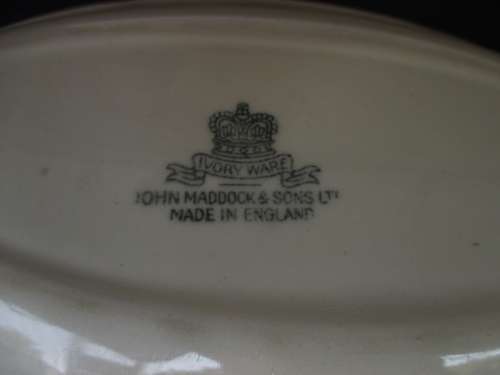 IVORY WARE
JOHN MADDOCK & SONS LTD
MADE IN ENGLAND